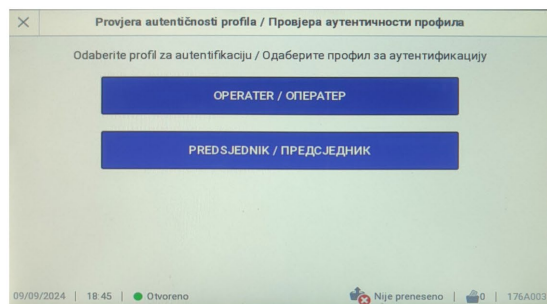 Provjera autentičnosti profila / Провјера аутентичности профила
Odaberite profil za autentifikaciju / Одаберите профил за аутентификацију
OPERATER / ОПЕРАТЕР
PREDSJEDNIK / ПРЕДСЈЕДНИК
09/09/2024 | 18:45 | Otvoreno Nije preneseno | 0 | 176A003